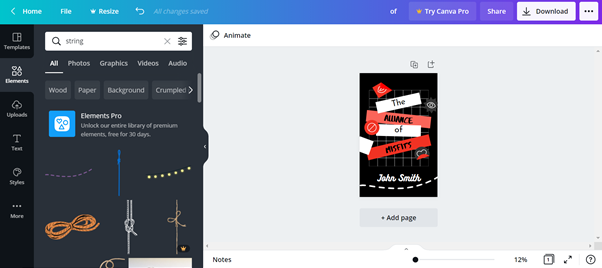 Home File Resize All changes saved of Try Canva Pro Share Download
string
Animate
Templates
All Photos Graphics Videos Audio
Elements
Wood Paper Background Crumpled
Elements Pro
Unlock our entire library of premium
elements, free for 30 days.
Uploads
Text
Styles
More
The
ALLIANCE
of
MISFITS
John Smith
+ Add page
Notes 12% 1